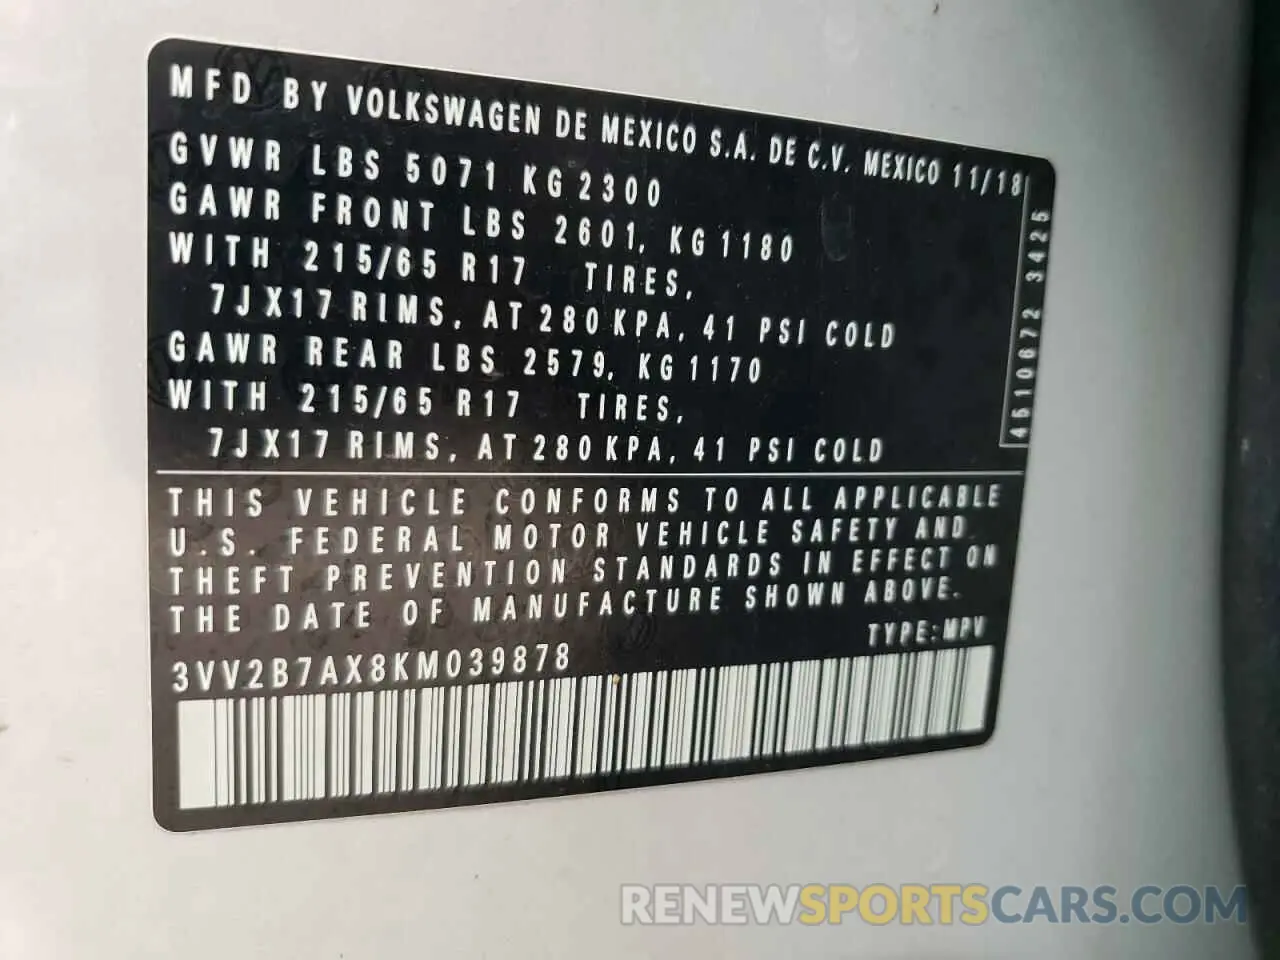 MFD BY VOLKSWAGEN DE MEXICO S.A. DE C.V. MEXICO 11/18
GVWR LBS 5071 KG 2300
GAWR FRONT LBS 2601, KG 1180
WITH 215/65 R17 TIRES,
7JX17 RIMS, AT 280 KPA, 41 PSI COLD
GAWR REAR LBS 2579, KG 1170
WITH 215/65 R17 TIRES,
7JX17 RIMS, AT 280 KPA, 41 PSI COLD
4510672 3425
THIS VEHICLE CONFORMS TO ALL APPLICABLE
U.S. FEDERAL MOTOR VEHICLE SAFETY AND
THEFT PREVENTION STANDARDS IN EFFECT ON
THE DATE OF MANUFACTURE SHOWN ABOVE.
TYPE: MPV
3VV2B7AX8KM039878
RENEWSPORTSCARS.COM